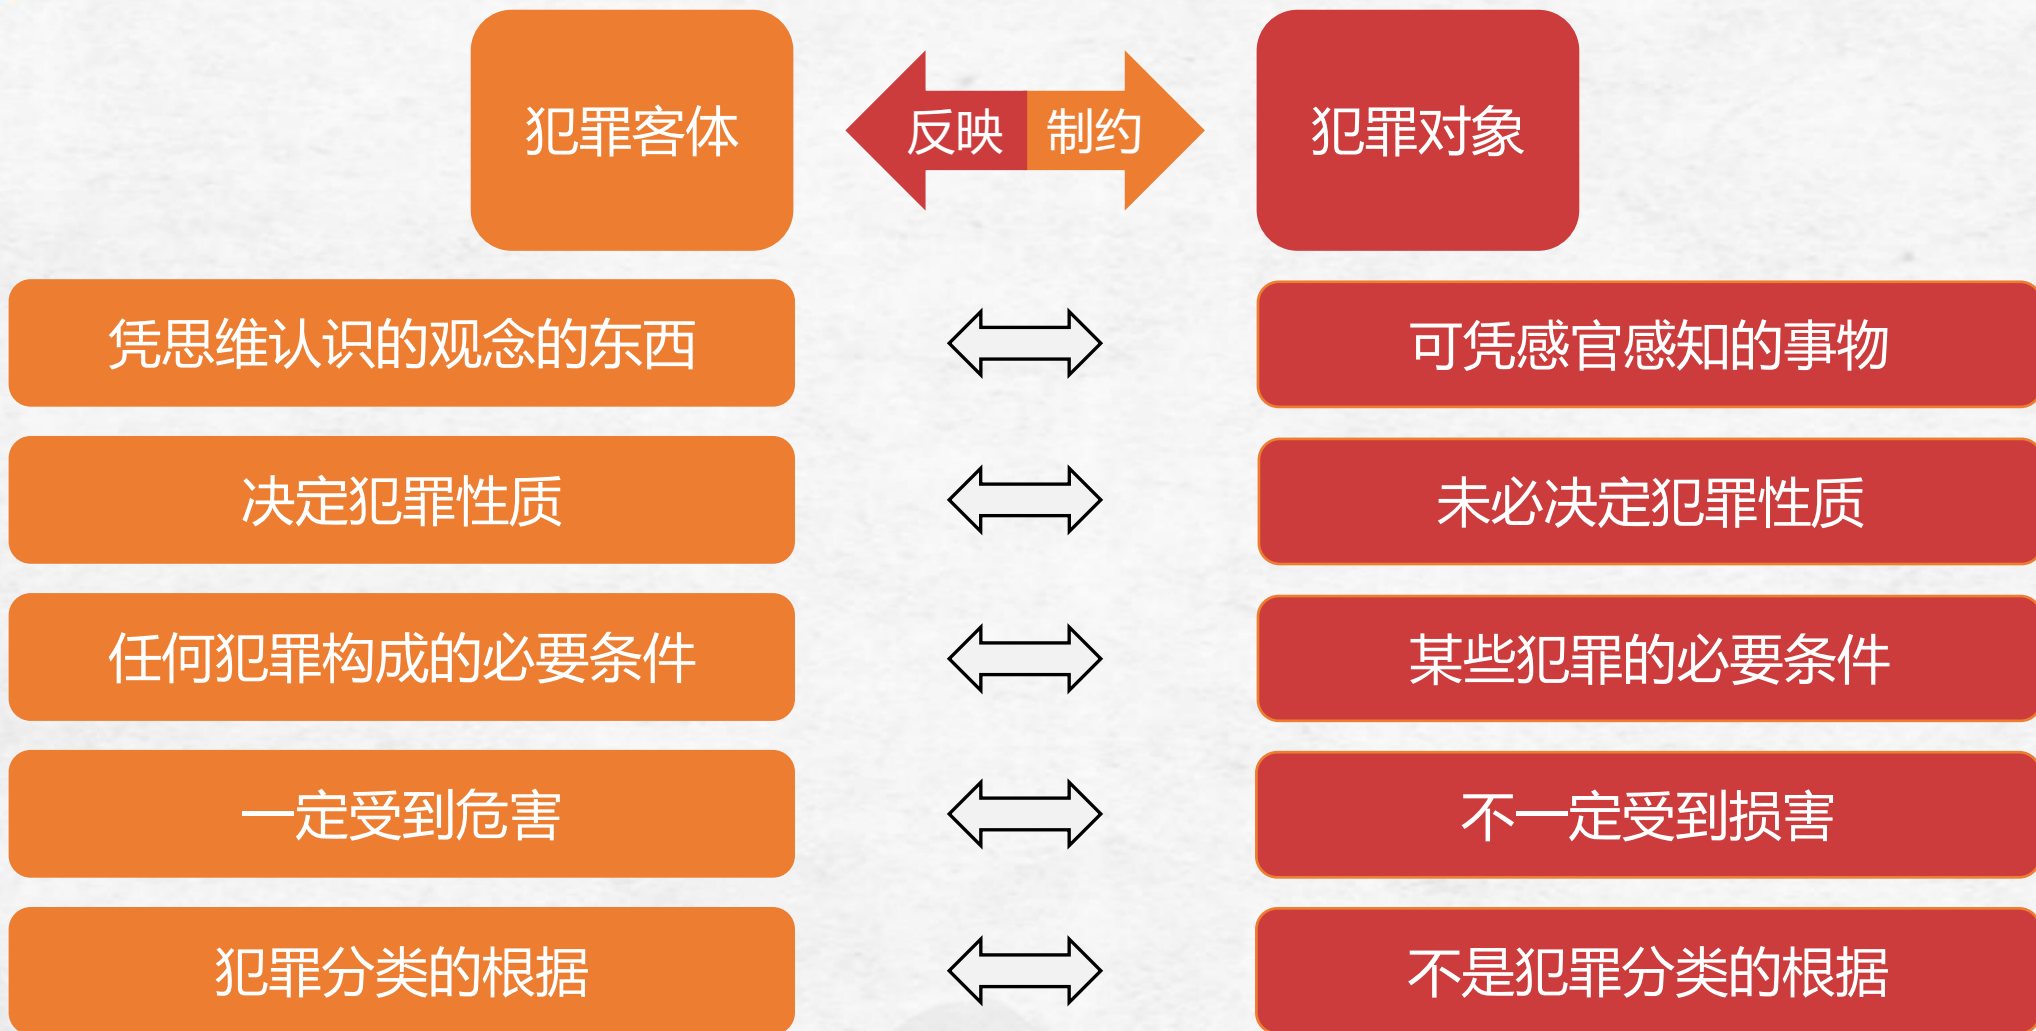 犯罪客体
反映 制约
犯罪对象
凭思维认识的观念的东西
可凭感官感知的事物
决定犯罪性质
未必决定犯罪性质
任何犯罪构成的必要条件
某些犯罪的必要条件
一定受到危害
不一定受到损害
犯罪分类的根据
不是犯罪分类的根据